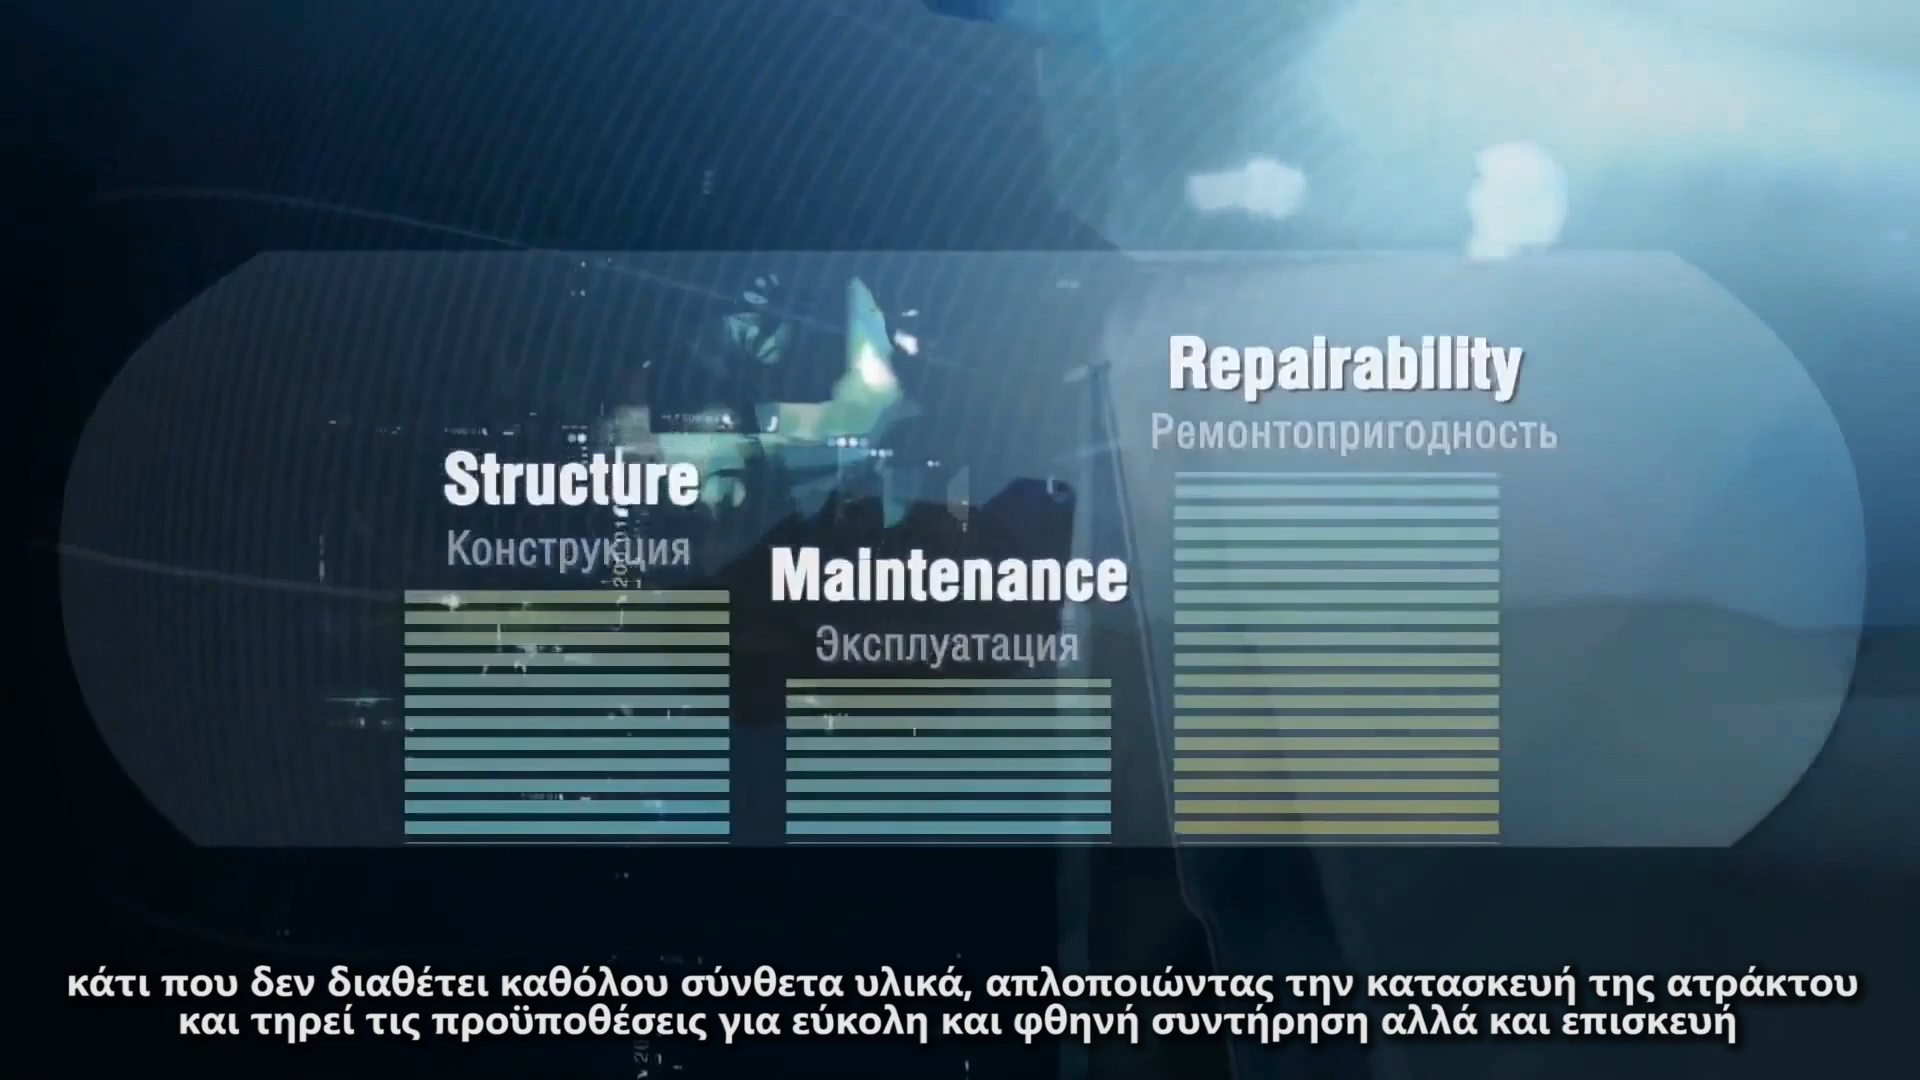 Repairability
Ремонтопригодность
Structure
Конструкция
Maintenance
Эксплуатация
κάτι που δεν διαθέτει καθόλου σύνθετα υλικά, απλοποιώντας την κατασκευή της ατράκτου
και τηρεί τις προϋποθέσεις για εύκολη και φθηνή συντήρηση αλλά και επισκευή